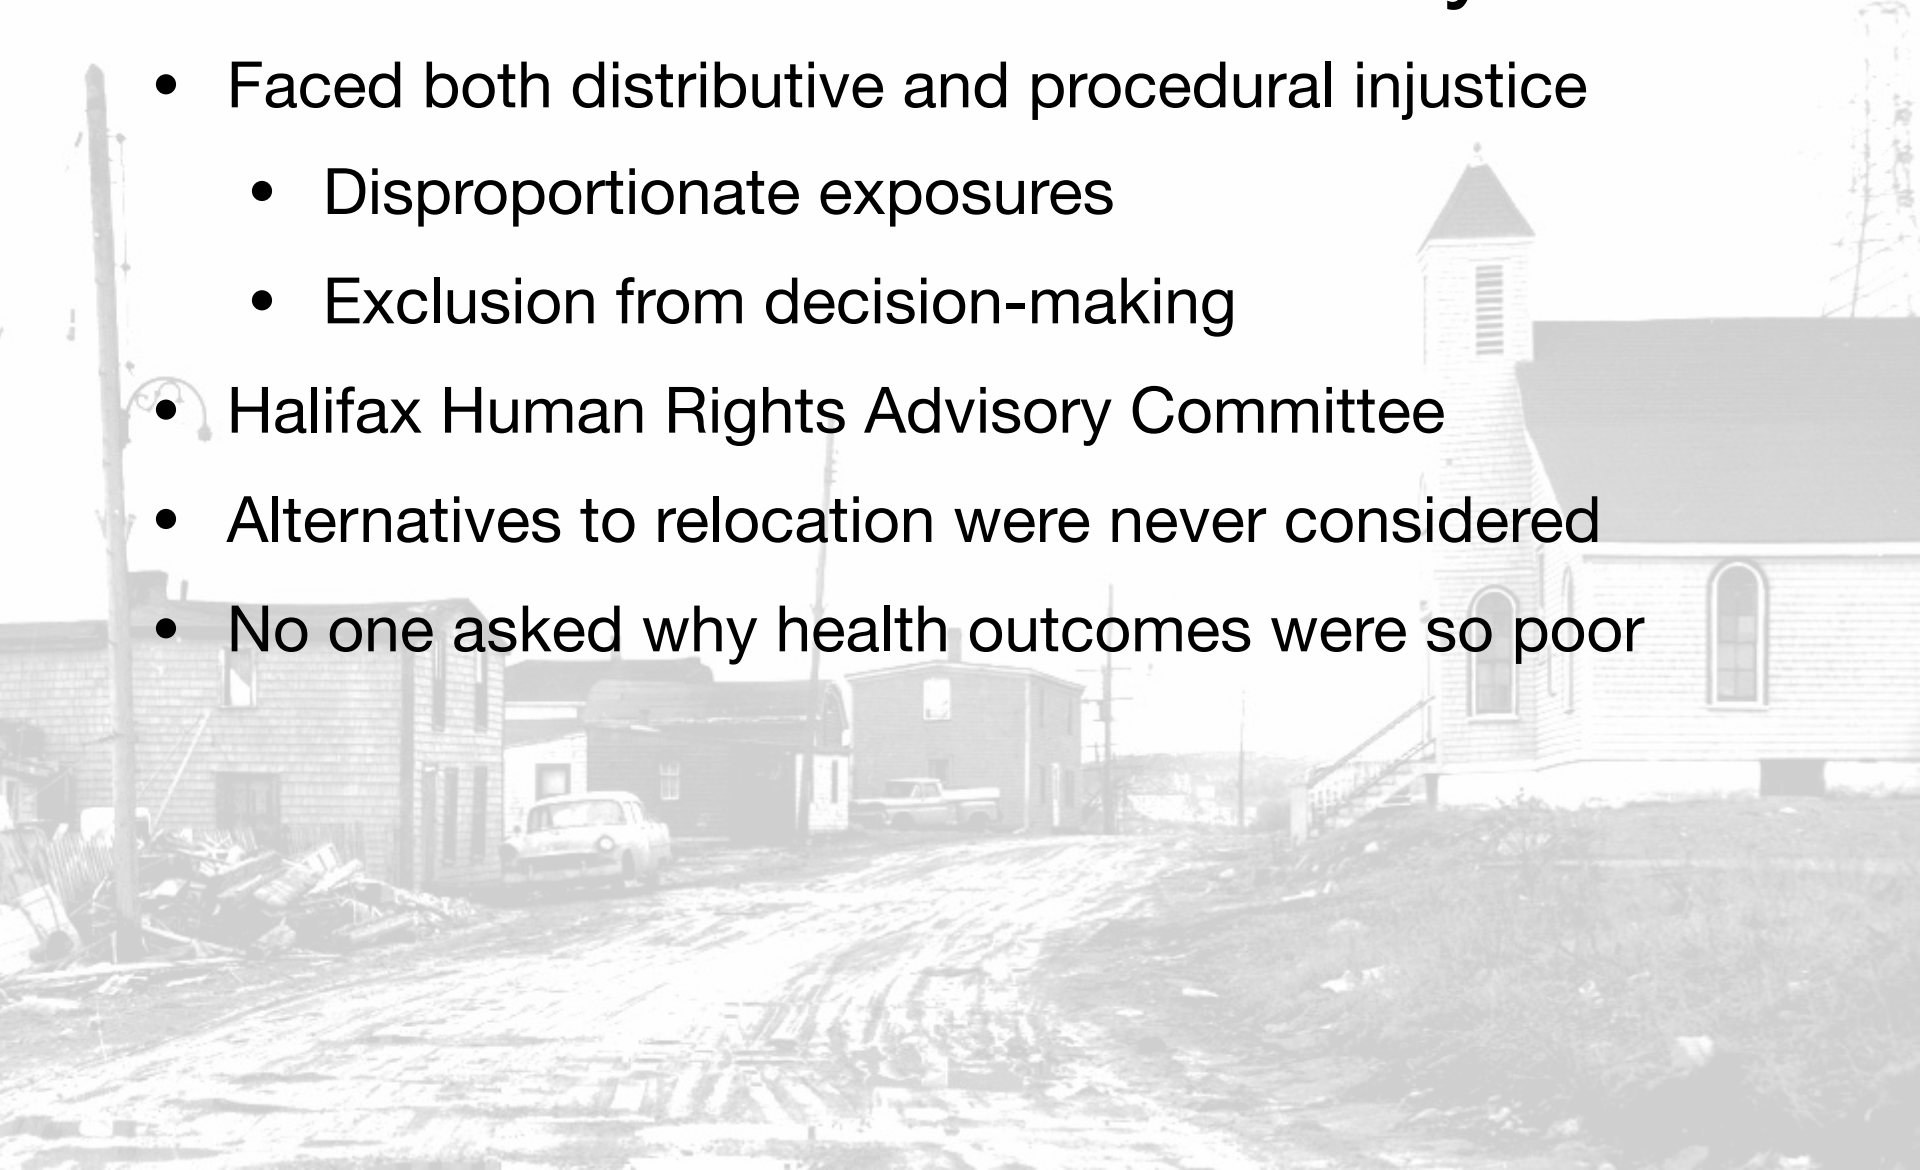 • Faced both distributive and procedural injustice
• Disproportionate exposures
• Exclusion from decision-making
• Halifax Human Rights Advisory Committee
• Alternatives to relocation were never considered
• No one asked why health outcomes were so poor